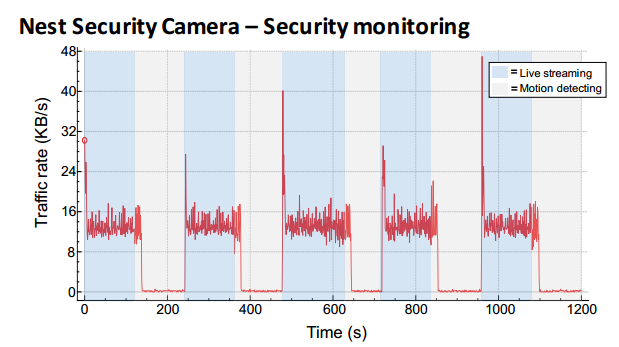 Nest Security Camera – Security monitoring
48
40
32
24
16
8
0
Traffic rate (KB/s)
= Live streaming
= Motion detecting
0 200 400 600 800 1000 1200
Time (s)